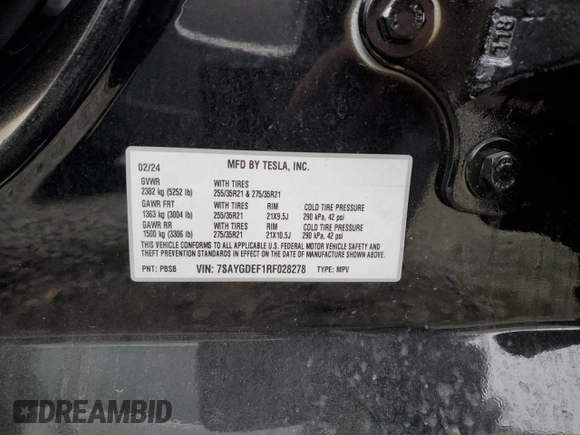 1.1 8.1
02/24 MFD BY TESLA, INC.
GVWR WITH TIRES
2382 kg (5252 lb) 255/35R21 & 275/35R21
GAWR FRT WITH TIRES RIM COLD TIRE PRESSURE
1363 kg (3004 lb) 255/35R21 21X9.5J 290 kPa, 42 psi
GAWR RR WITH TIRES RIM COLD TIRE PRESSURE
1500 kg (3306 lb) 275/35R21 21X10.5J 290 kPa, 42 psi
THIS VEHICLE CONFORMS TO ALL APPLICABLE U.S. FEDERAL MOTOR VEHICLE SAFETY AND
THEFT PREVENTION STANDARDS IN EFFECT ON THE DATE OF MANUFACTURE SHOWN ABOVE.
PNT: PBSB VIN: 7SAYGDEF1RF028278 TYPE: MPV
DREAMBID